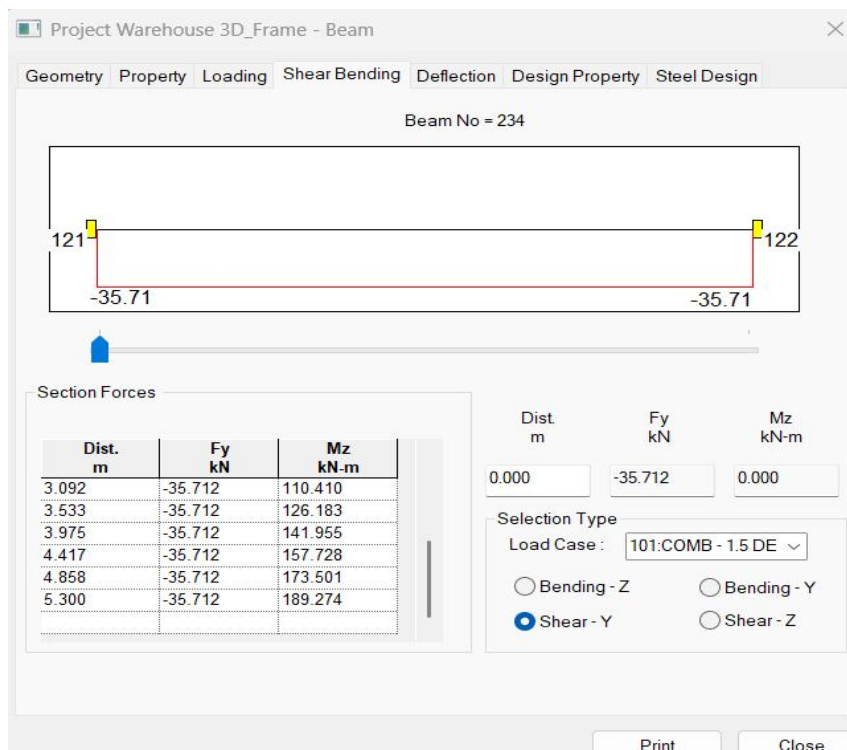 Project Warehouse 3D_Frame - Beam
Geometry Property Loading Shear Bending Deflection Design Property Steel Design
Beam No = 234
121 122
-35.71 -35.71
Section Forces
Dist. m Fy kN Mz kN-m
3.092 -35.712 110.410
3.533 -35.712 126.183
3.975 -35.712 141.955
4.417 -35.712 157.728
4.858 -35.712 173.501
5.300 -35.712 189.274
Dist. Fy Mz
m kN kN-m
0.000 -35.712 0.000
Selection Type
Load Case : 101:COMB - 1.5 DE
Bending - Z Bending - Y
Shear - Y Shear - Z
Print Close